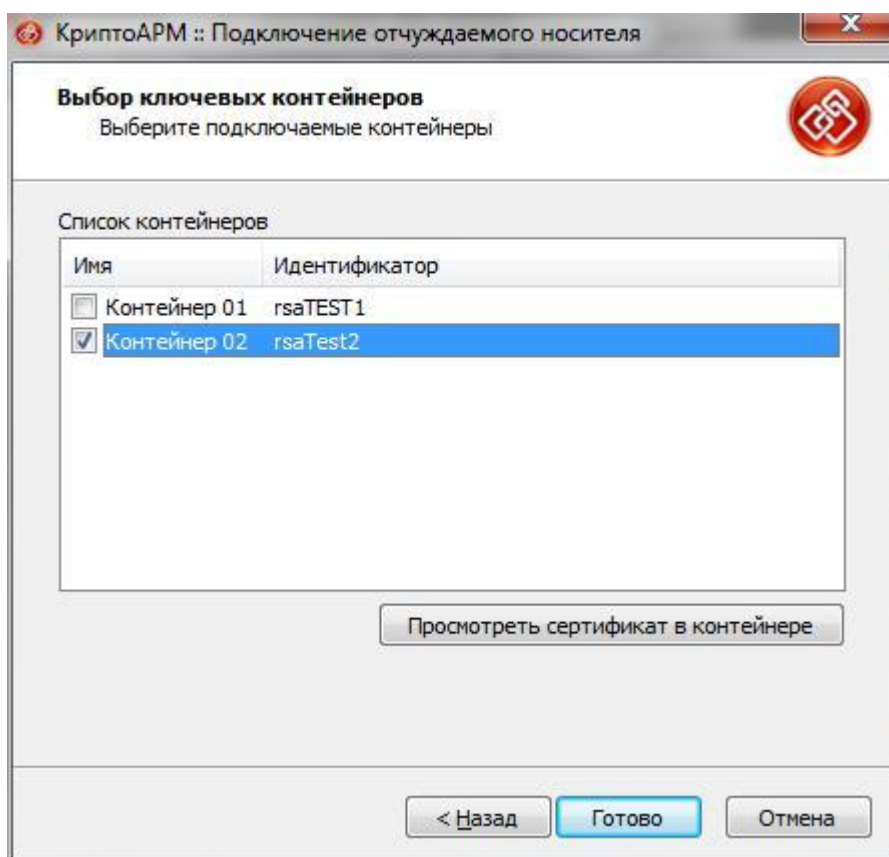 КриптоАРМ :: Подключение отчуждаемого носителя
Выбор ключевых контейнеров
Выберите подключаемые контейнеры
Список контейнеров
Имя Идентификатор
Контейнер 01 rsaTEST1
Контейнер 02 rsaTest2
Просмотреть сертификат в контейнере
< Назад Готово Отмена